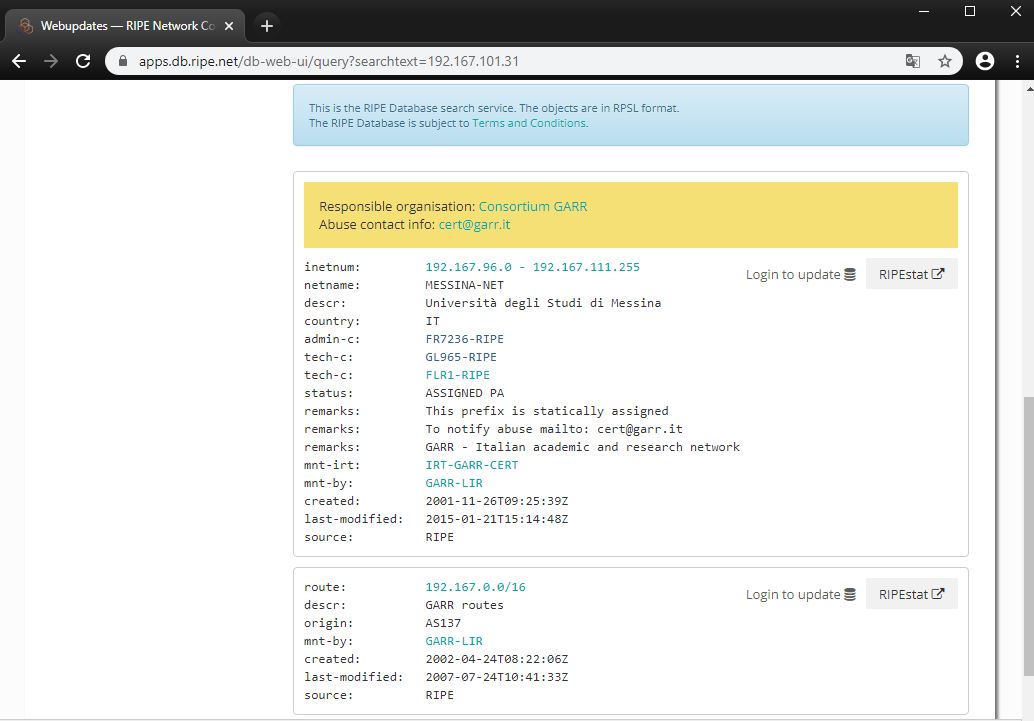 Webupdates — RIPE Network Co
apps.db.ripe.net/db-web-ui/query?searchtext=192.167.101.31
This is the RIPE Database search service. The objects are in RPSL format.
The RIPE Database is subject to Terms and Conditions.
Responsible organisation: Consortium GARR
Abuse contact info: cert@garr.it
inetnum: 192.167.96.0 - 192.167.111.255
Login to update RIPEstat
netname: MESSINA-NET
descr: Università degli Studi di Messina
country: IT
admin-c: FR7236-RIPE
tech-c: GL965-RIPE
tech-c: FLR1-RIPE
status: ASSIGNED PA
remarks: This prefix is statically assigned
remarks: To notify abuse mailto: cert@garr.it
remarks: GARR - Italian academic and research network
mnt-irt: IRT-GARR-CERT
mnt-by: GARR-LIR
created: 2001-11-26T09:25:39Z
last-modified: 2015-01-21T15:14:48Z
source: RIPE
route: 192.167.0.0/16
Login to update RIPEstat
descr: GARR routes
origin: AS137
mnt-by: GARR-LIR
created: 2002-04-24T08:22:06Z
last-modified: 2007-07-24T10:41:33Z
source: RIPE